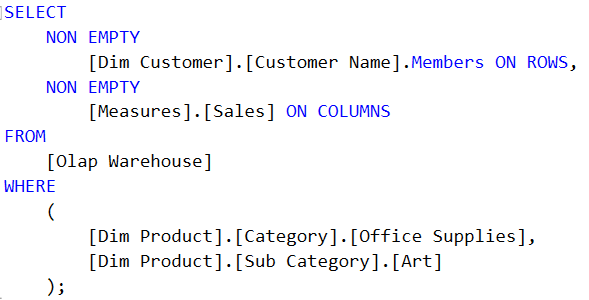 SELECT
NON EMPTY
[Dim Customer].[Customer Name].Members ON ROWS,
NON EMPTY
[Measures].[Sales] ON COLUMNS
FROM
[Olap Warehouse]
WHERE
(
[Dim Product].[Category].[Office Supplies],
[Dim Product].[Sub Category].[Art]
);